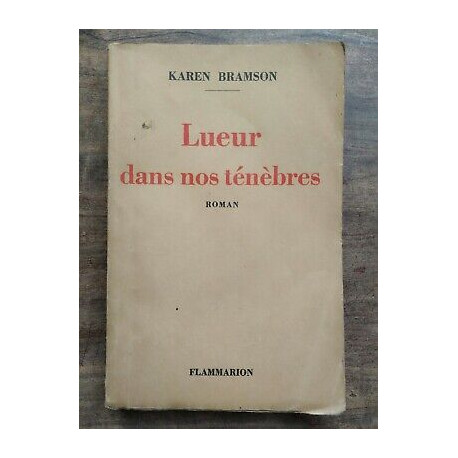 KAREN BRAMSON
Lueur
dans nos ténèbres
ROMAN
FLAMMARION